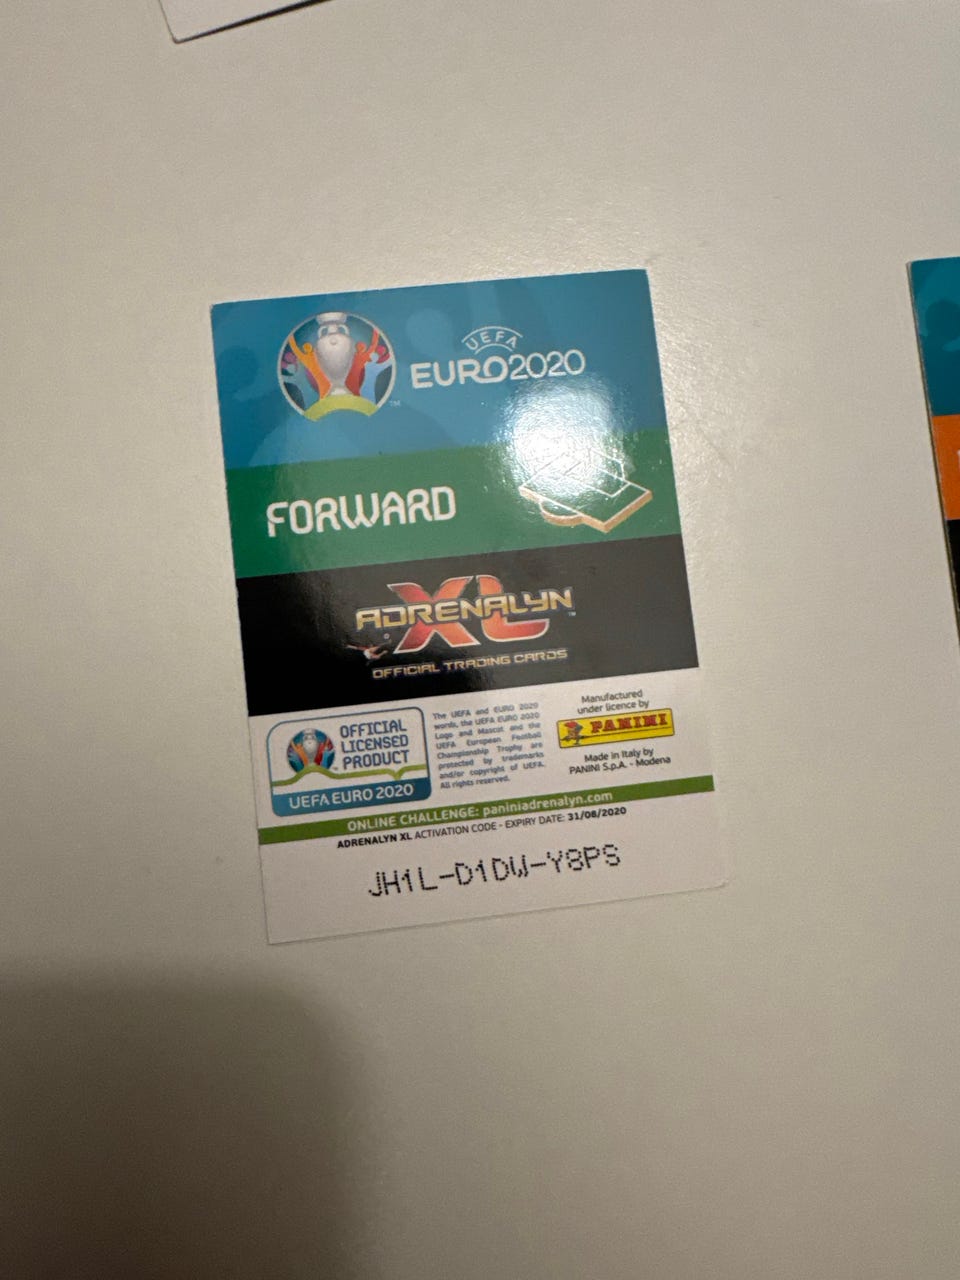 UEFA
EURO2020
TM
FORWARD
ADRENALYN XL™
OFFICIAL TRADING CARDS
OFFICIAL
LICENSED
PRODUCT
UEFA EURO 2020
The UEFA and EURO 2020
words, the UEFA EURO 2020
Logo and Mascot and the
UEFA European Football
Championship Trophy are
protected by trademarks
and/or copyright of UEFA.
All rights reserved.
Manufactured
under licence by
PANINI
Made in Italy by
PANINI S.p.A. - Modena
ONLINE CHALLENGE: paniniadrenalyn.com
ADRENALYN XL ACTIVATION CODE - EXPIRY DATE: 31/08/2020
JH1L-D1DW-Y8PS